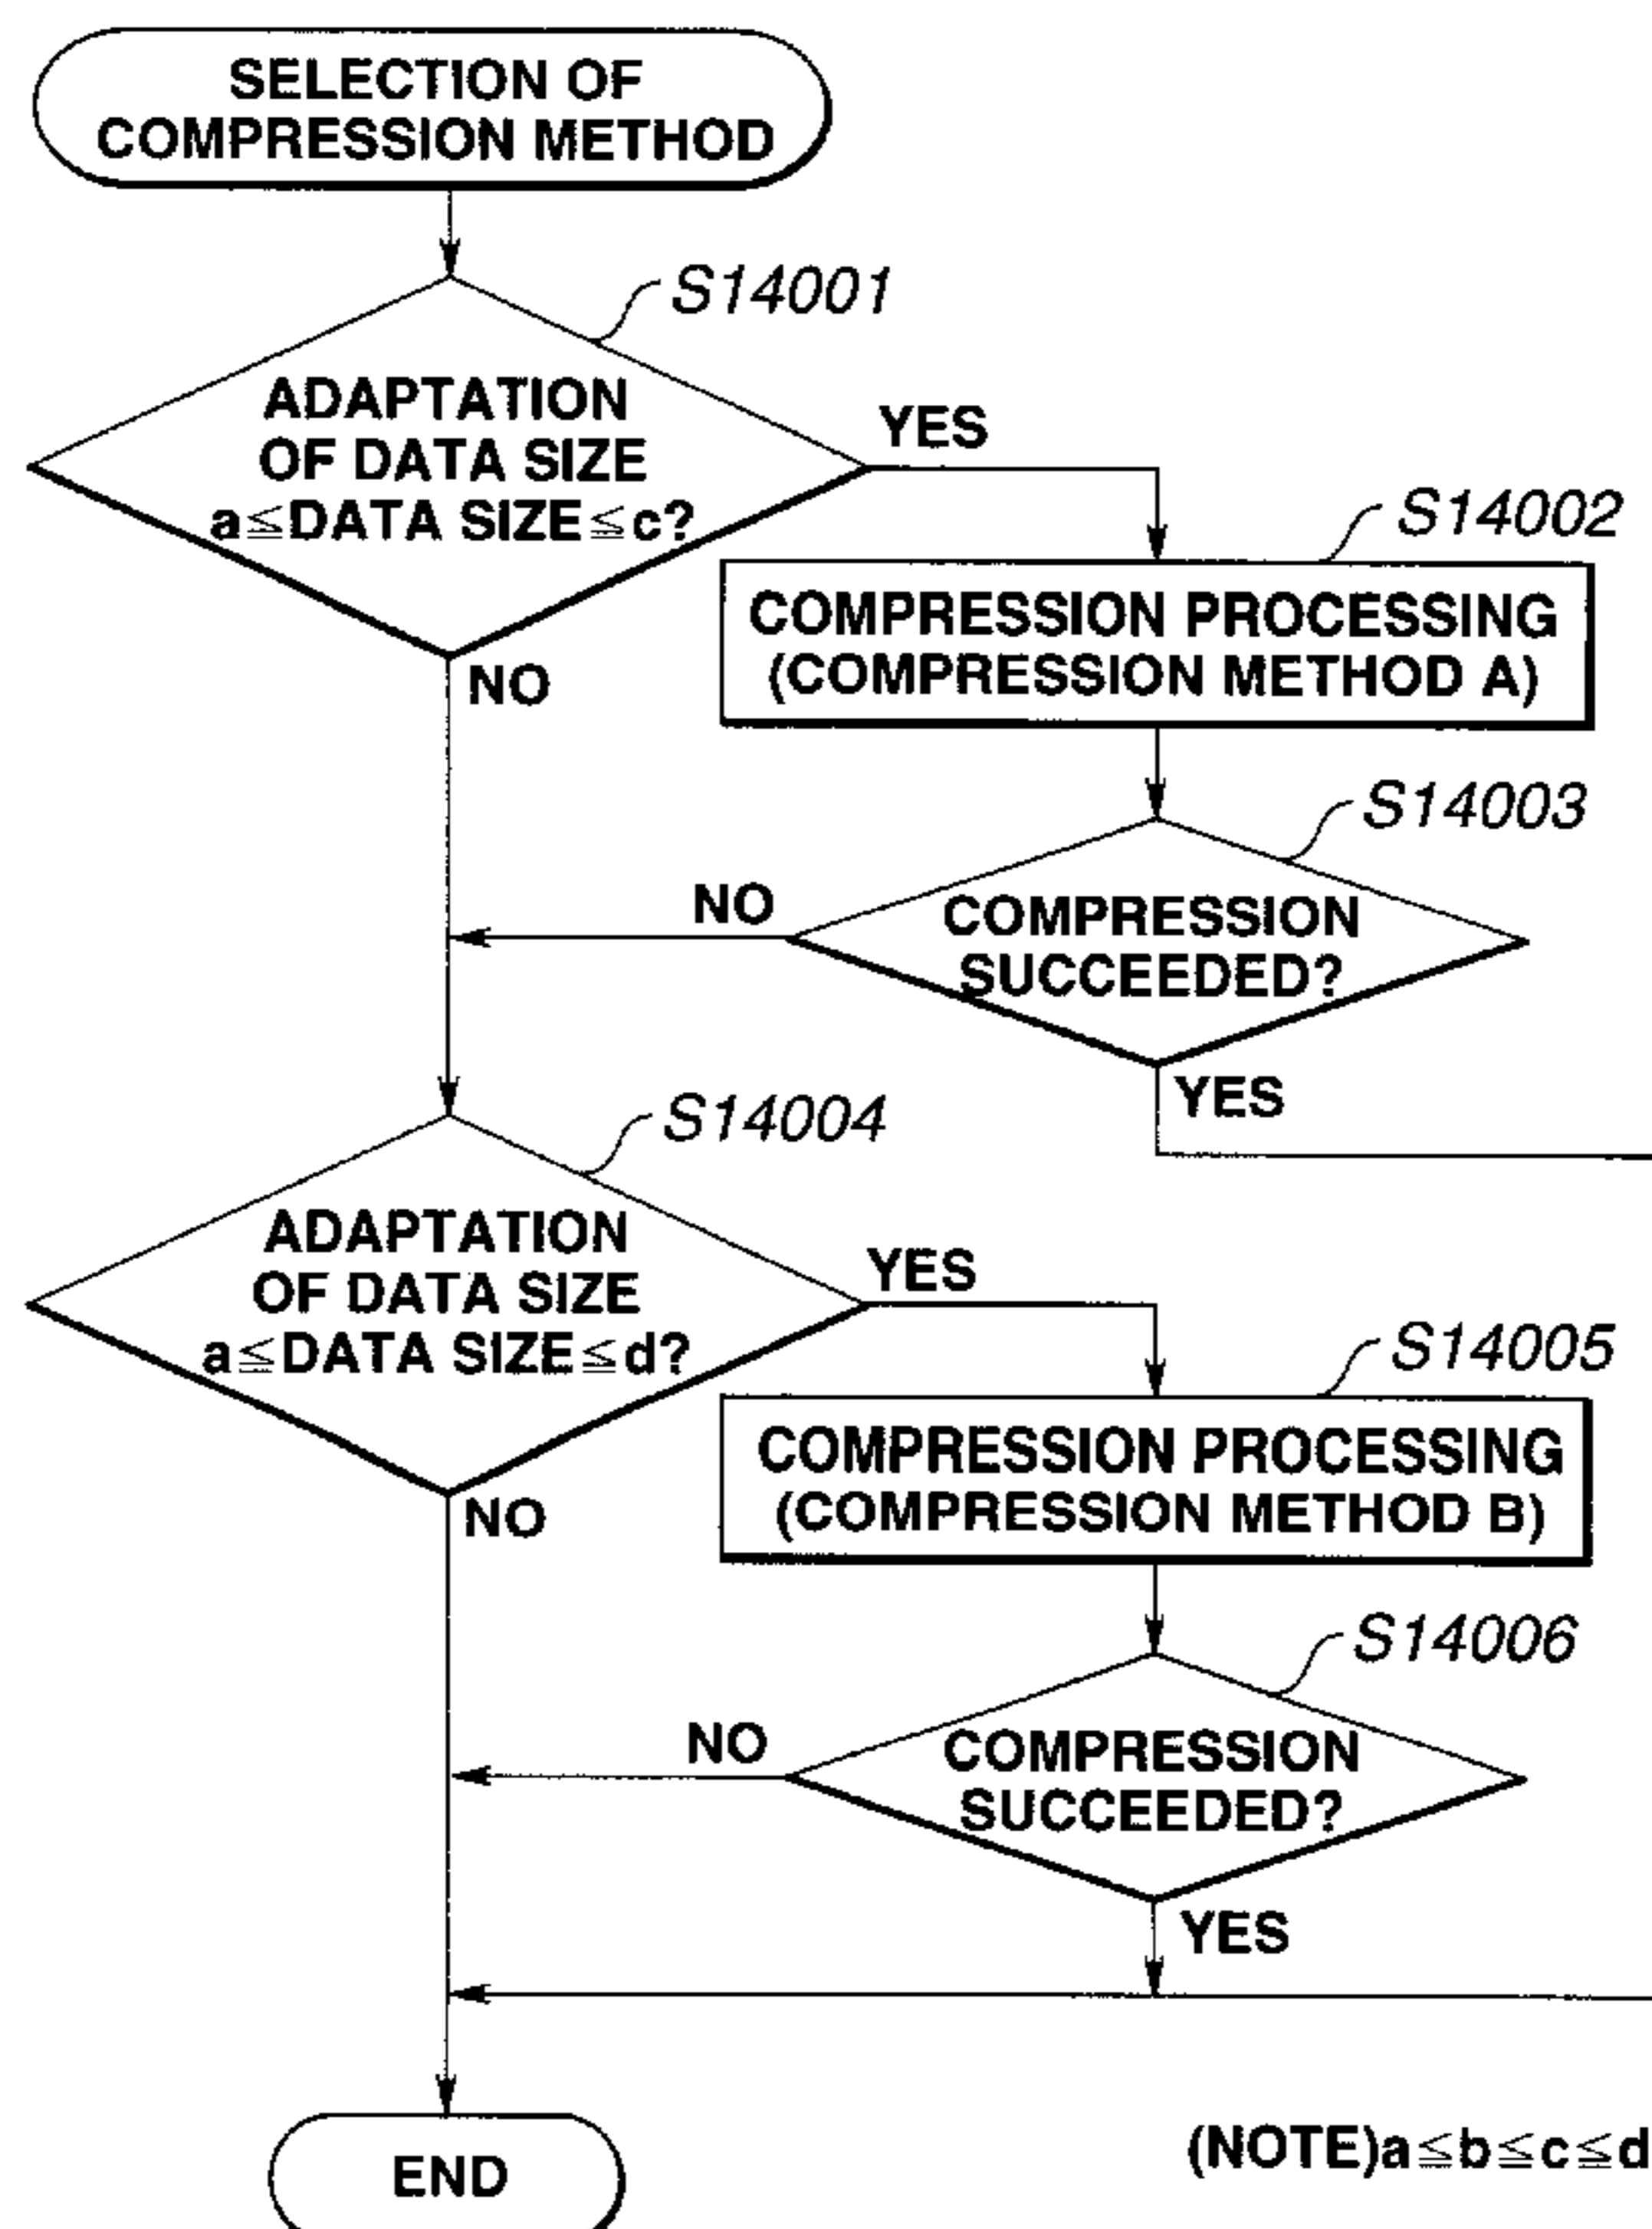 SELECTION OF
COMPRESSION METHOD
S14001
ADAPTATION
OF DATA SIZE
a≦DATA SIZE≦c?
YES
NO
S14002
COMPRESSION PROCESSING
(COMPRESSION METHOD A)
S14003
COMPRESSION
SUCCEEDED?
NO
YES
S14004
ADAPTATION
OF DATA SIZE
a≦DATA SIZE≦d?
YES
NO
S14005
COMPRESSION PROCESSING
(COMPRESSION METHOD B)
S14006
COMPRESSION
SUCCEEDED?
NO
YES
END
(NOTE)a≦b≦c≦d